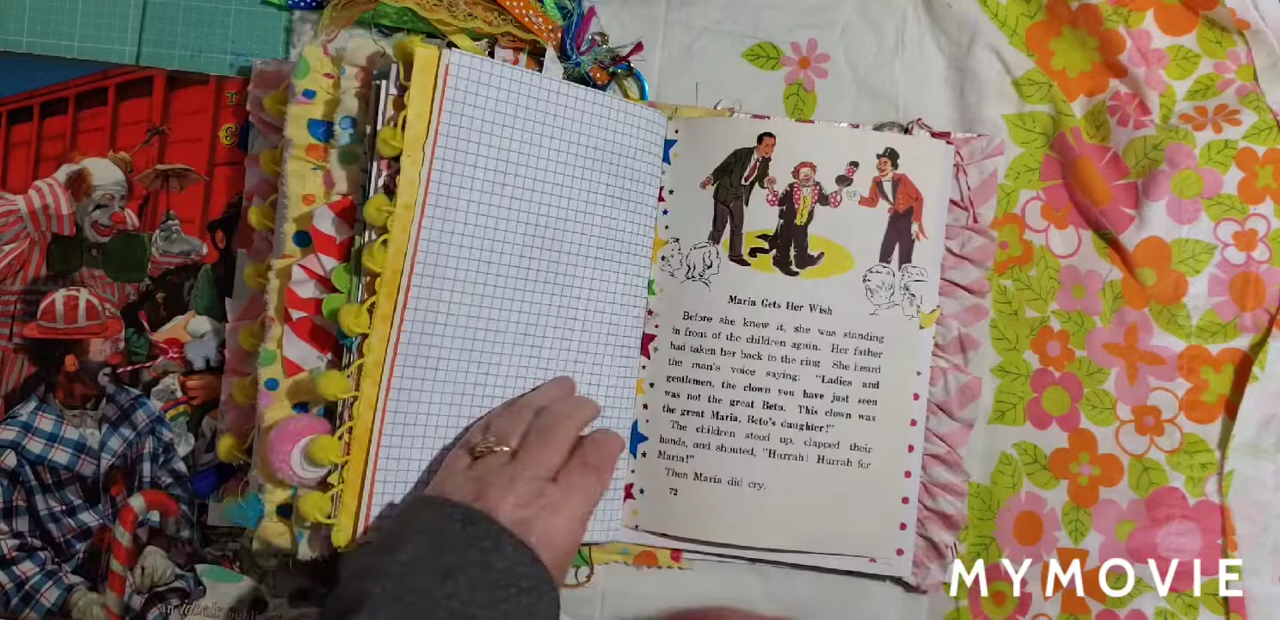 Maria Gets Her Wish
Before she knew it, she was standing
in front of the children again. Her father
had taken her back to the ring. She heard
the man's voice saying: "Ladies and
gentlemen, the clown you have just seen
was not the great Beto. This clown was
the great Maria, Beto's daughter!"
The children stood up, clapped their
hands, and shouted, "Hurrah! Hurrah for
Maria!"
Then Maria did cry.
72
an ideals
MYMOVIE